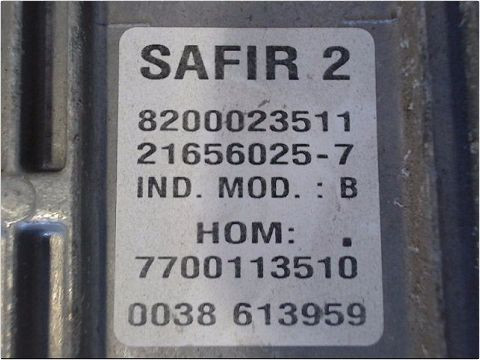 SAFIR 2
8200023511
21656025-7
IND. MOD. : B
HOM: .
7700113510
0038 613959